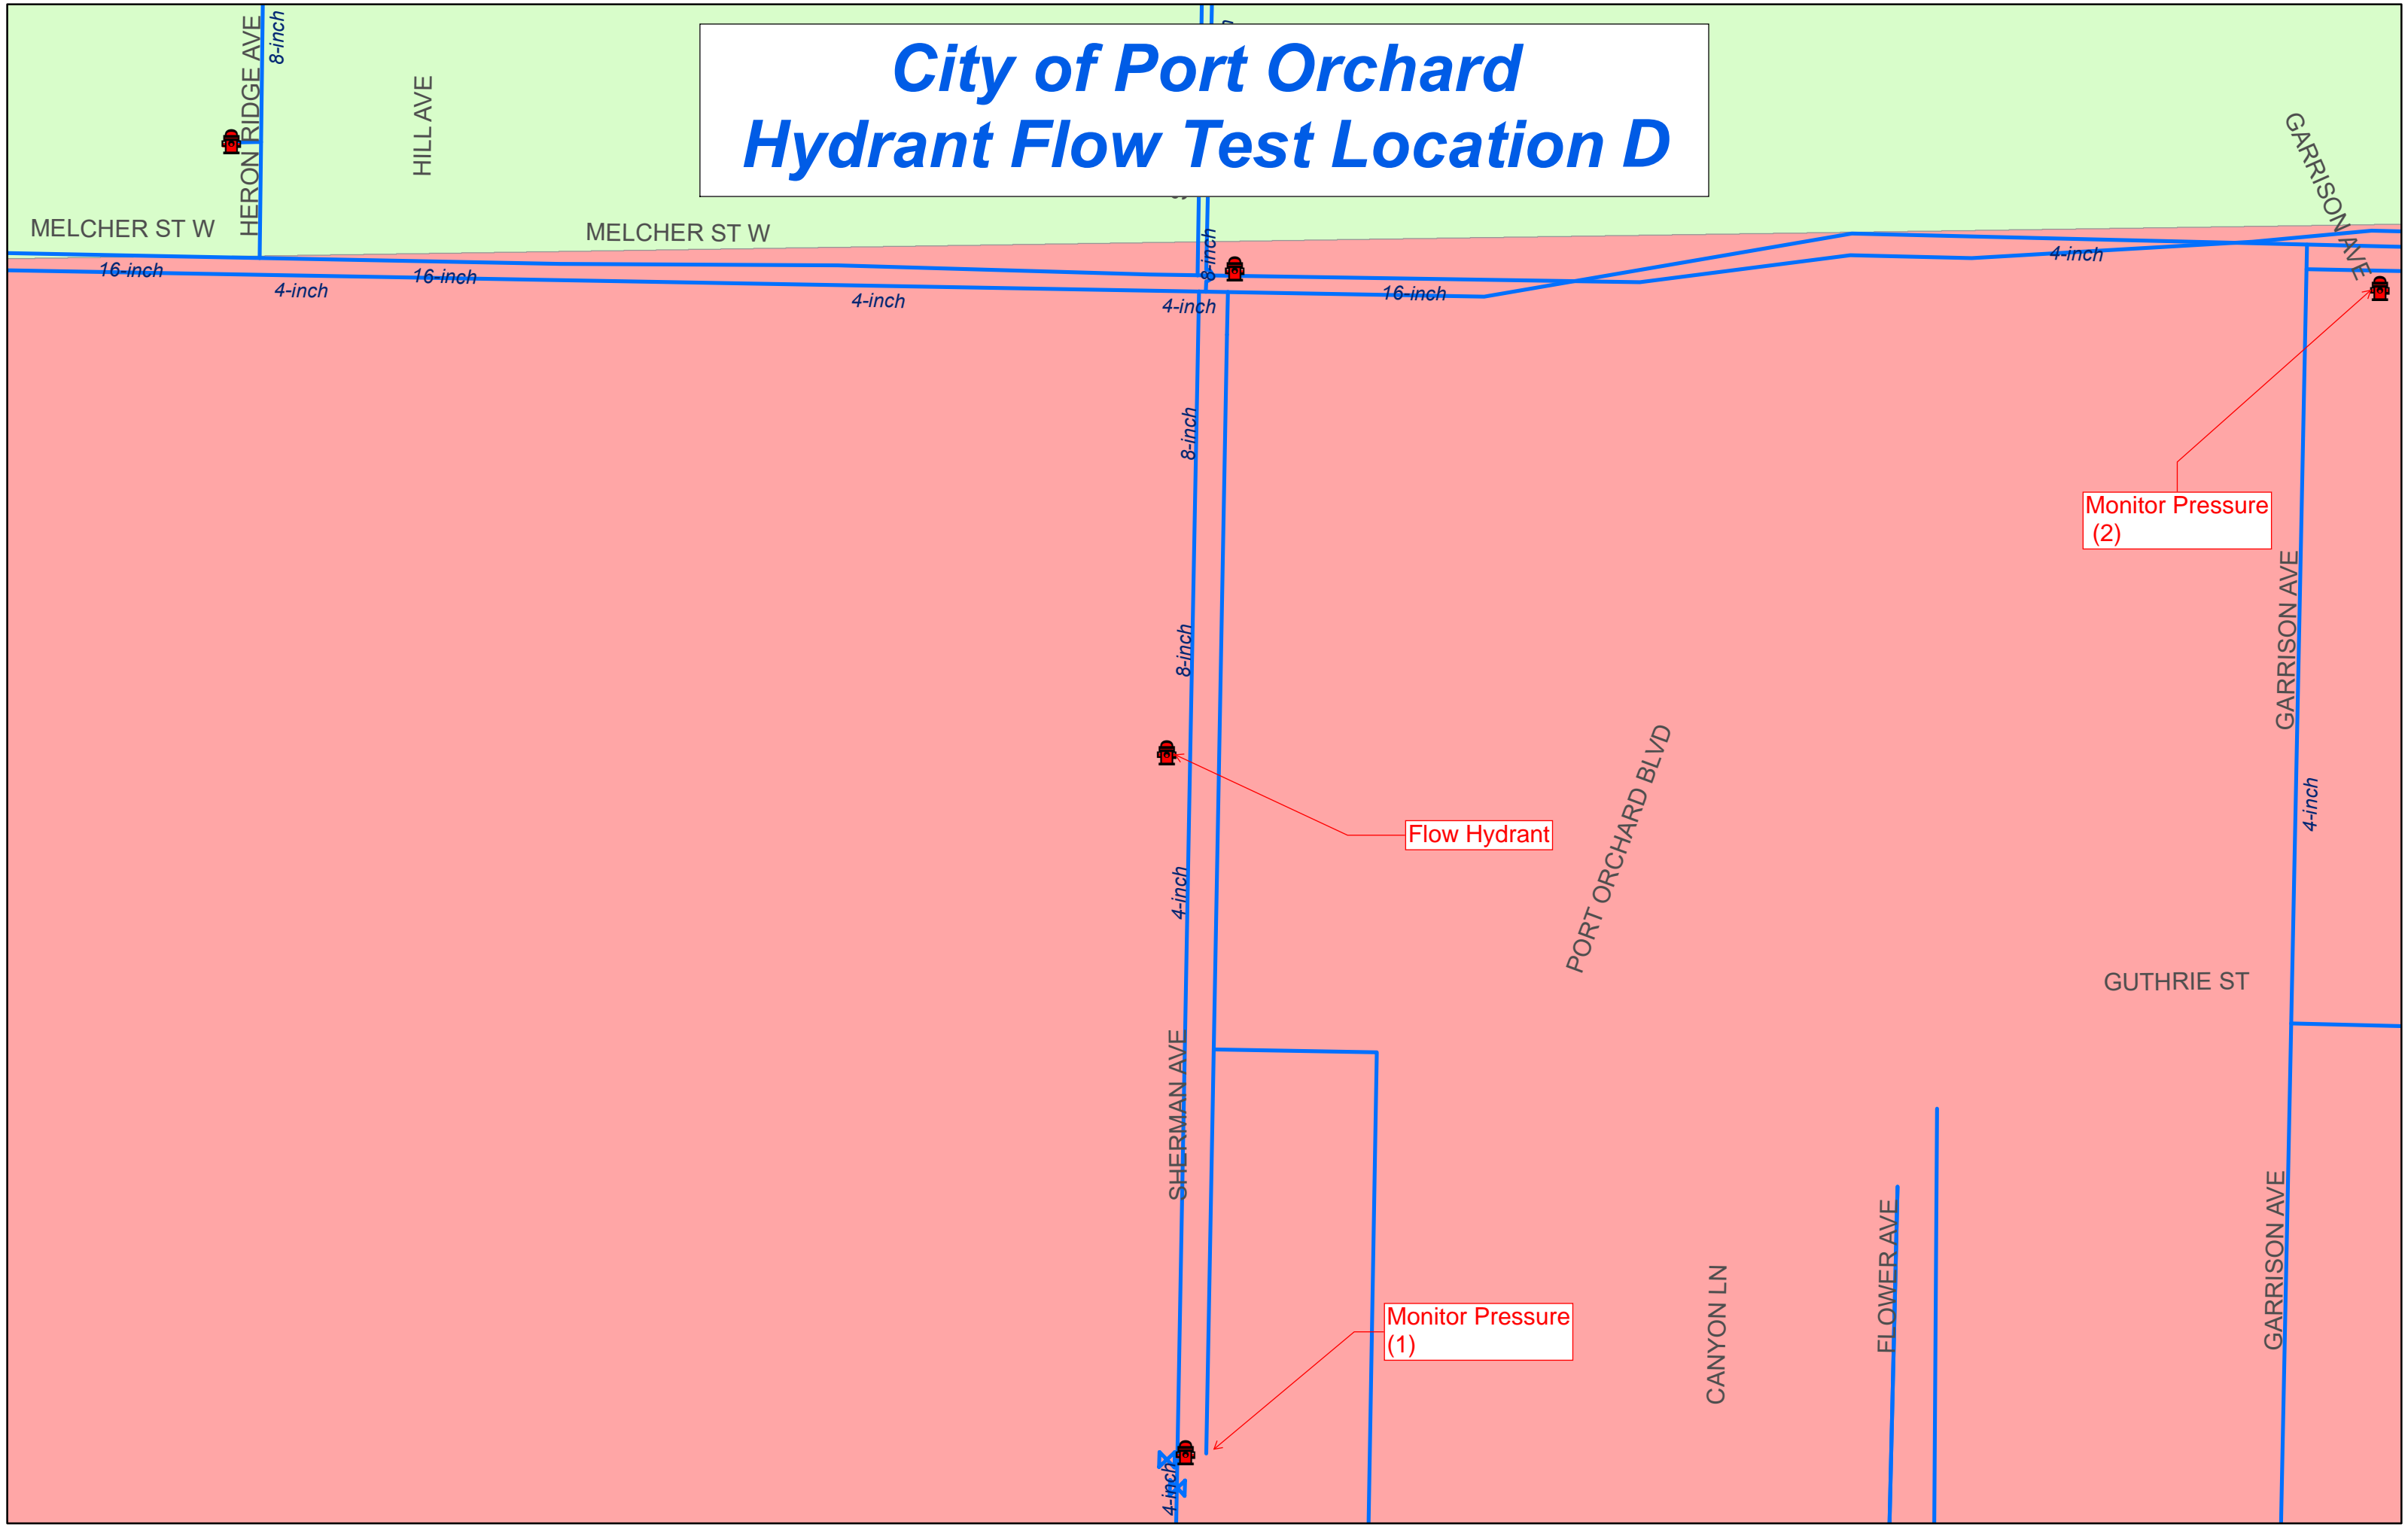 City of Port Orchard
Hydrant Flow Test Location D
HERON RIDGE AVE
8-inch
HILL AVE
GARRISON AVE
MELCHER ST W
MELCHER ST W
8-inch
4-inch
16-inch
4-inch
16-inch
4-inch
4-inch
16-inch
8-inch
Monitor Pressure
(2)
GARRISON AVE
8-inch
PORT ORCHARD BLVD
4-inch
Flow Hydrant
4-inch
GUTHRIE ST
SHERMAN AVE
FLOWER AVE
GARRISON AVE
CANYON LN
Monitor Pressure
(1)
4-inch